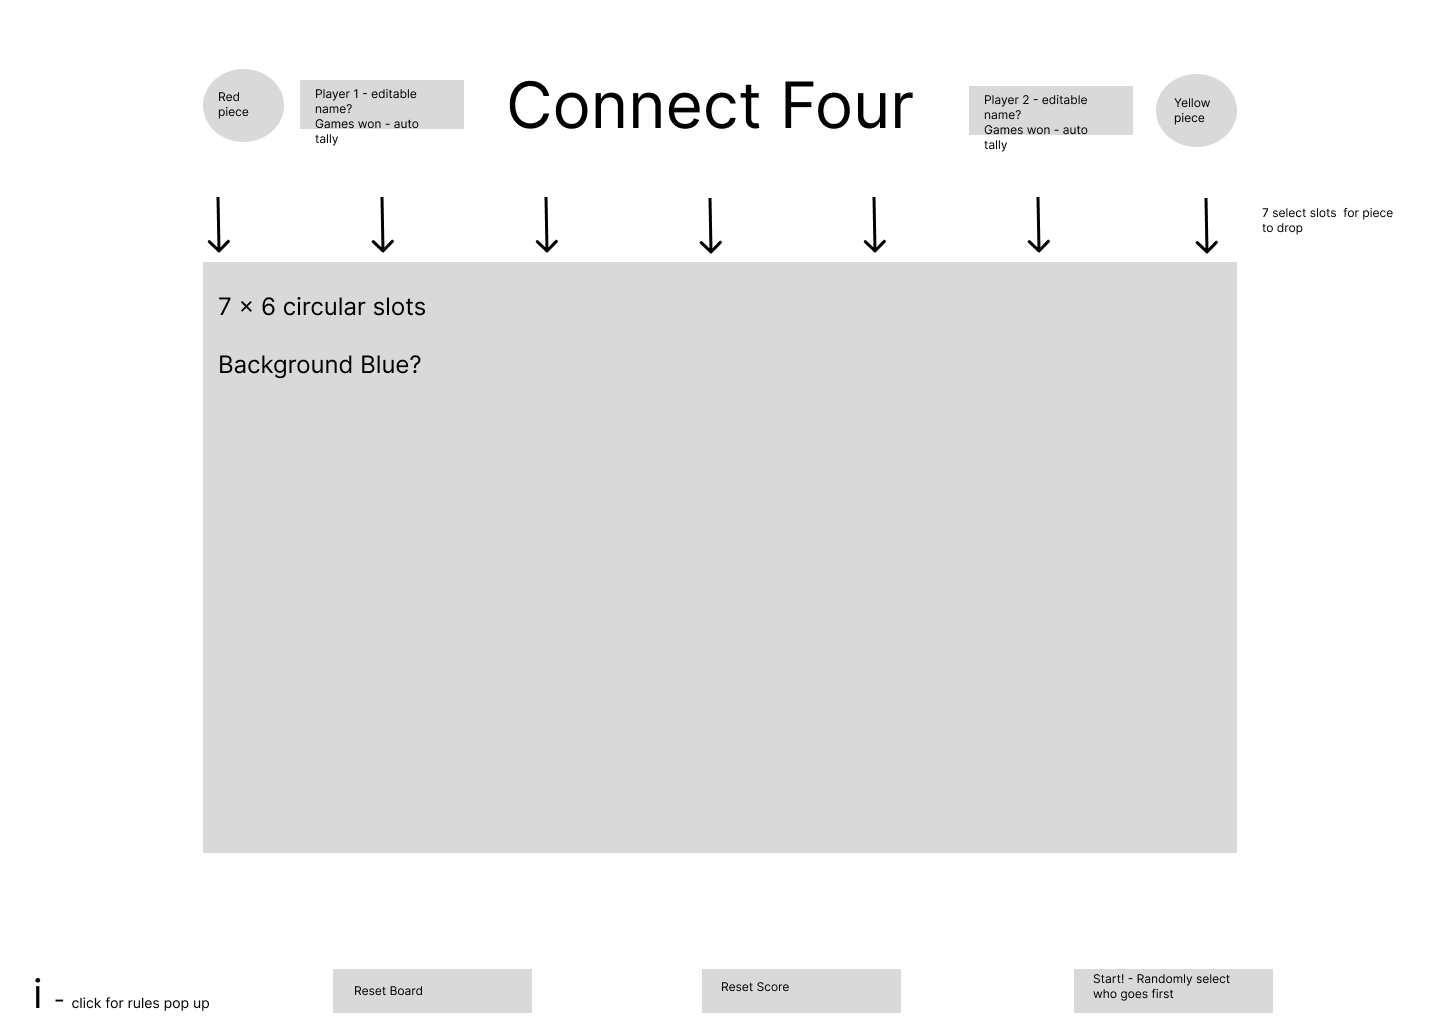 Red
piece
Player 1 - editable
name?
Games won - auto
tally
Connect Four
Player 2 - editable
name?
Games won - auto
tally
Yellow
piece
7 select slots  for piece
to drop
7 × 6 circular slots
Background Blue?
i - click for rules pop up
Reset Board
Reset Score
Start! - Randomly select
who goes first